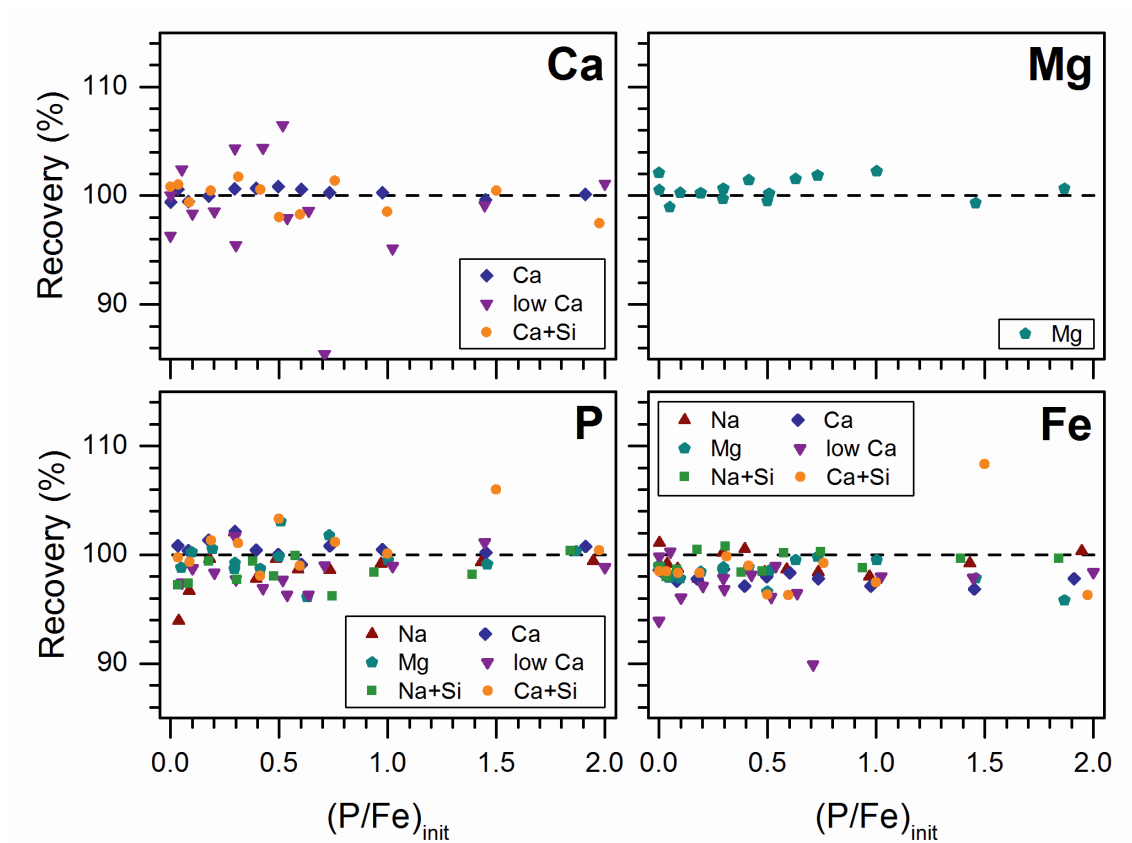 Ca
Mg
Recovery (%)
110
100
90
Ca
low Ca
Ca+Si
Mg
P
Fe
Recovery (%)
110
100
90
Na Ca
Mg low Ca
Na+Si Ca+Si
Na Ca
Mg low Ca
Na+Si Ca+Si
0.0 0.5 1.0 1.5 2.0
0.0 0.5 1.0 1.5 2.0
(P/Fe)init
(P/Fe)init